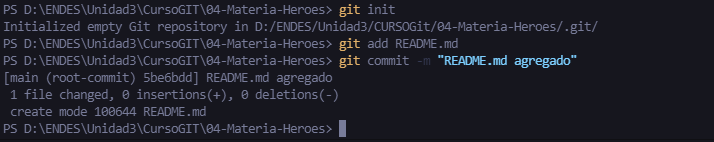 PS D:\ENDES\Unidad3\CursoGIT\04-Materia-Heroes> git init
Initialized empty Git repository in D:/ENDES/Unidad3/CURSOGit/04-Materia-Heroes/.git/
PS D:\ENDES\Unidad3\CursoGIT\04-Materia-Heroes> git add README.md
PS D:\ENDES\Unidad3\CursoGIT\04-Materia-Heroes> git commit -m "README.md agregado"
[main (root-commit) 5be6bdd] README.md agregado
 1 file changed, 0 insertions(+), 0 deletions(-)
 create mode 100644 README.md
PS D:\ENDES\Unidad3\CursoGIT\04-Materia-Heroes>